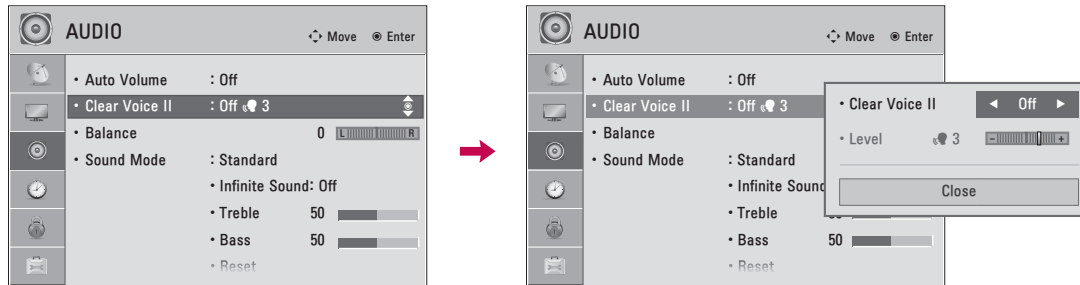 AUDIO
Move Enter
• Auto Volume : Off
• Clear Voice II : Off 3
• Balance 0 L R
• Sound Mode : Standard
• Infinite Sound: Off
• Treble 50
• Bass 50
• Reset
AUDIO
Move Enter
• Auto Volume : Off
• Clear Voice II : Off 3
• Balance
• Sound Mode : Standard
• Infinite Sound
• Treble
• Bass 50
• Reset
• Clear Voice II ◄ Off ►
• Level 3 - +
Close